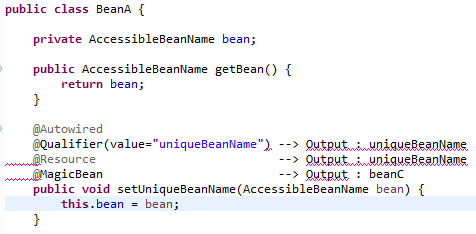 public class BeanA {
private AccessibleBeanName bean;
public AccessibleBeanName getBean() {
return bean;
}
@Autowired
@Qualifier(value="uniqueBeanName") --> Output : uniqueBeanName
@Resource --> Output : uniqueBeanName
@MagicBean --> Output : beanC
public void setUniqueBeanName(AccessibleBeanName bean) {
this.bean = bean;
}